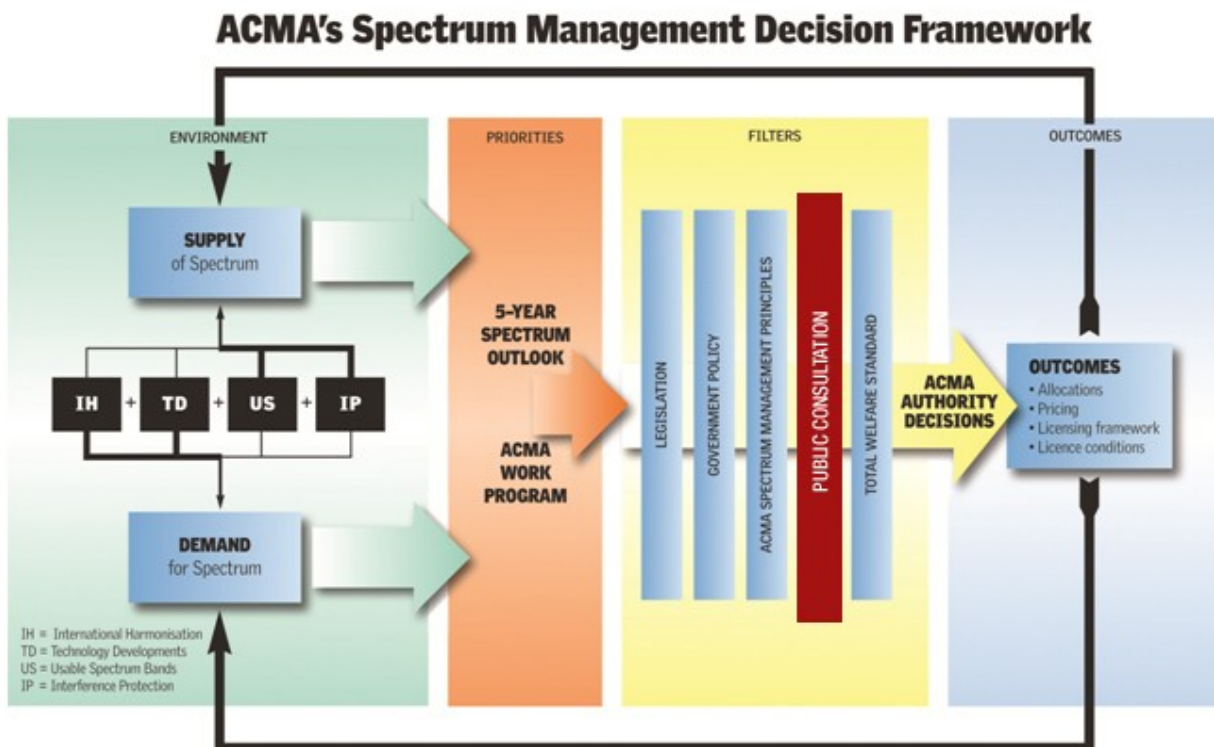 ACMA's Spectrum Management Decision Framework
ENVIRONMENT
SUPPLY
of Spectrum
IH + TD + US + IP
DEMAND
for Spectrum
IH = International Harmonisation
TD = Technology Developments
US = Usable Spectrum Bands
IP = Interference Protection
PRIORITIES
5-YEAR
SPECTRUM
OUTLOOK
ACMA
WORK
PROGRAM
FILTERS
LEGISLATION
GOVERNMENT POLICY
ACMA SPECTRUM MANAGEMENT PRINCIPLES
PUBLIC CONSULTATION
TOTAL WELFARE STANDARD
ACMA
AUTHORITY
DECISIONS
OUTCOMES
OUTCOMES
• Allocations
• Pricing
• Licensing framework
• Licence conditions